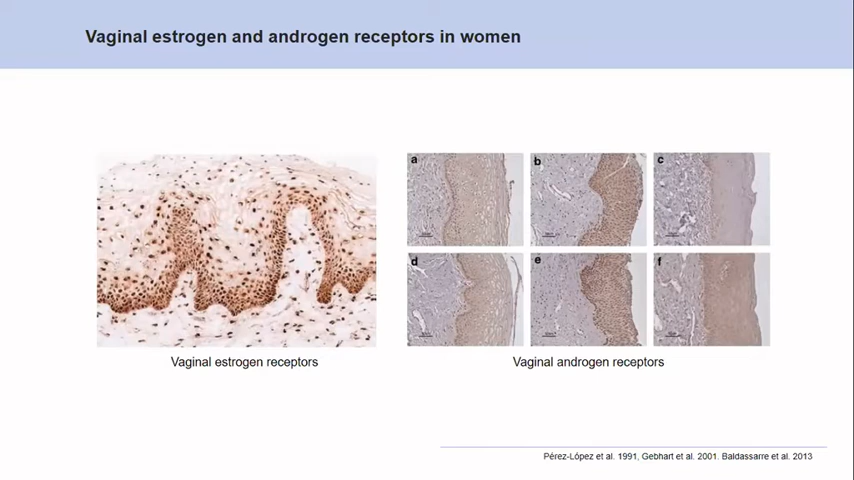 Vaginal estrogen and androgen receptors in women
a
b
c
d
e
f
Vaginal estrogen receptors
Vaginal androgen receptors
Pérez-López et al. 1991, Gebhart et al. 2001. Baldassarre et al. 2013